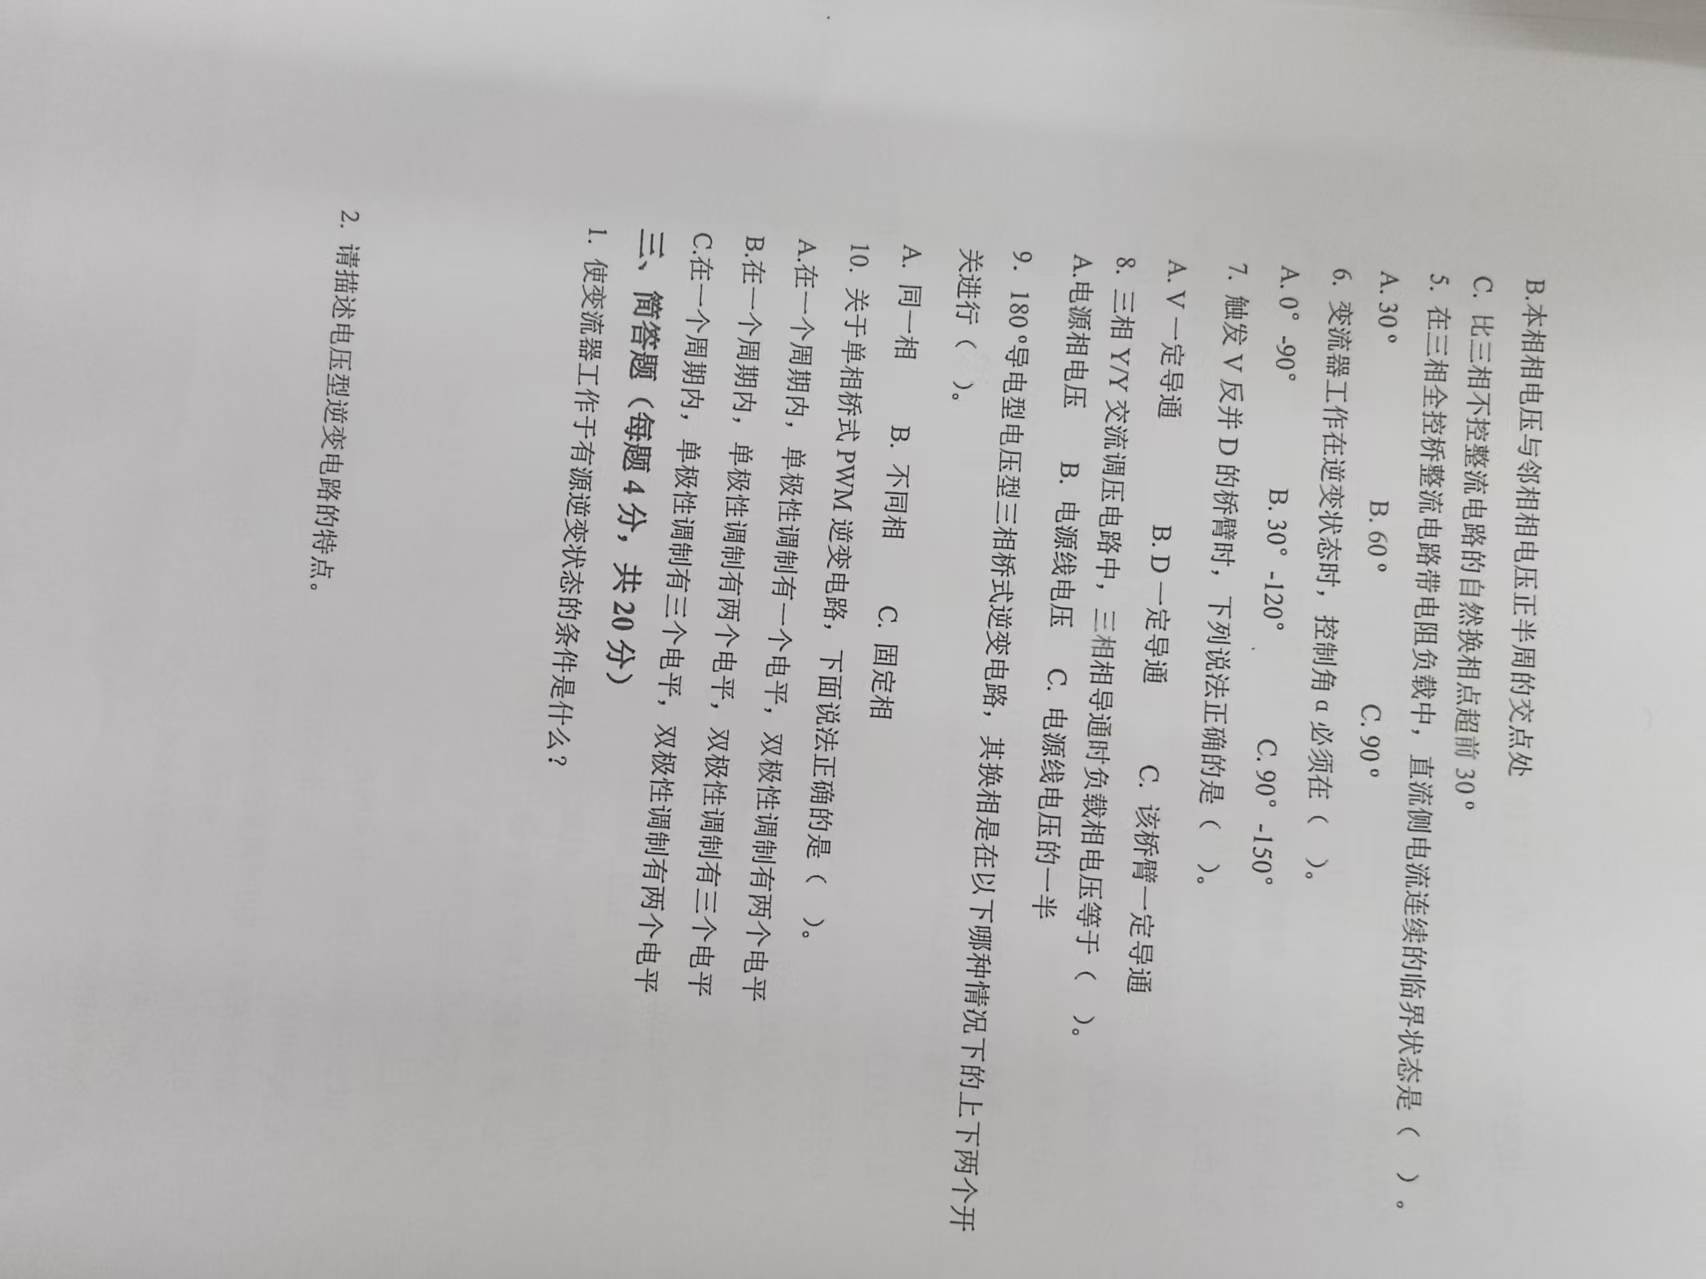 B.本相相电压与邻相相电压正半周的交点处
C. 比三相不控整流电路的自然换相点超前 30 º
5. 在三相全控桥整流电路带电阻负载中，直流侧电流连续的临界状态是（ ）。
A. 30 º B. 60 º C. 90 º
6. 变流器工作在逆变状态时，控制角 α 必须在（ ）。
A. 0° -90° B. 30° -120° C. 90° -150°
7. 触发 V 反并 D 的桥臂时，下列说法正确的是（ ）。
A. V 一定导通 B. D 一定导通 C. 该桥臂一定导通
8. 三相 Y/Y 交流调压电路中，三相相导通时负载相电压等于（ ）。
A.电源相电压 B. 电源线电压 C. 电源线电压的一半
9. 180 º导电型电压型三相桥式逆变电路，其换相是在以下哪种情况下的上下两个开
关进行（ ）。
A. 同一相 B. 不同相 C. 固定相
10. 关于单相桥式 PWM 逆变电路，下面说法正确的是（ ）。
A.在一个周期内，单极性调制有一个电平，双极性调制有两个电平
B.在一个周期内，单极性调制有两个电平，双极性调制有三个电平
C.在一个周期内，单极性调制有三个电平，双极性调制有两个电平
三、简答题（每题 4 分，共 20 分）
1. 使变流器工作于有源逆变状态的条件是什么？
2. 请描述电压型逆变电路的特点。